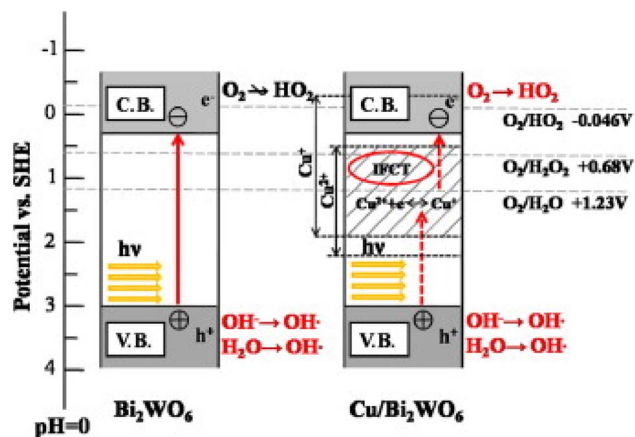 Potential vs. SHE
-1
0
1
2
3
4
pH=0
C.B.
e⁻
O₂ ↛ HO₂
hν
V.B.
h⁺
OH⁻→OH·
H₂O→OH·
Bi₂WO₆
C.B.
e⁻
O₂→HO₂
O₂/HO₂ -0.046V
Cu⁺
Cu²⁺
IFCT
O₂/H₂O₂ +0.68V
Cu²⁺+e↔Cu⁺
O₂/H₂O +1.23V
hν
V.B.
h⁺
OH⁻→OH·
H₂O→OH·
Cu/Bi₂WO₆